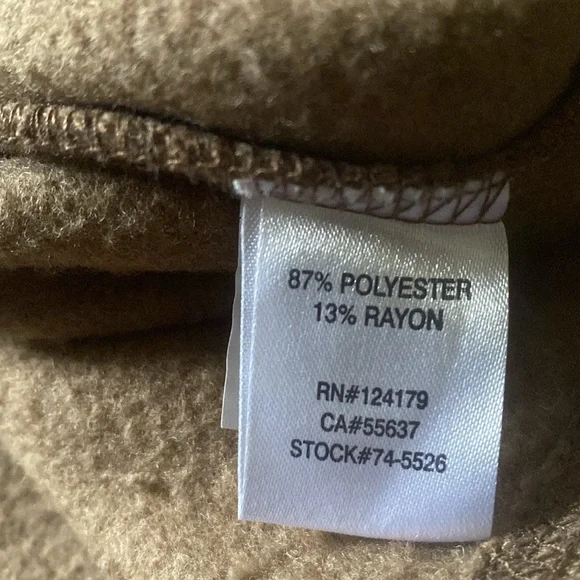 87% POLYESTER
13% RAYON
RN#124179
CA#55637
STOCK#74-5526